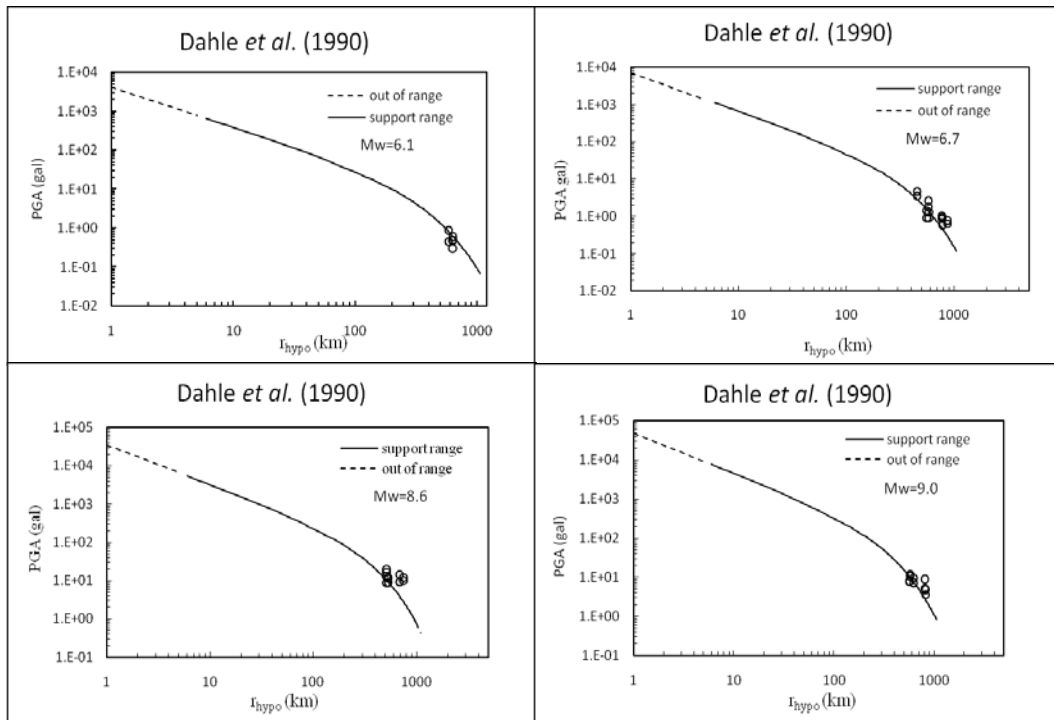 Dahle et al. (1990)
1.E+04
1.E+03
1.E+02
1.E+01
1.E+00
1.E-01
1.E-02
PGA (gal)
out of range
support range
Mw=6.1
1 10 100 1000
rhypo (km)
Dahle et al. (1990)
1.E+04
1.E+03
1.E+02
1.E+01
1.E+00
1.E-01
1.E-02
PGA gal)
support range
out of range
Mw=6.7
1 10 100 1000
rhypo (km)
Dahle et al. (1990)
1.E+05
1.E+04
1.E+03
1.E+02
1.E+01
1.E+00
1.E-01
PGA (gal)
support range
out of range
Mw=8.6
1 10 100 1000
rhypo (km)
Dahle et al. (1990)
1.E+05
1.E+04
1.E+03
1.E+02
1.E+01
1.E+00
1.E-01
PGA (gal)
support range
out of range
Mw=9.0
1 10 100 1000
rhypo (km)